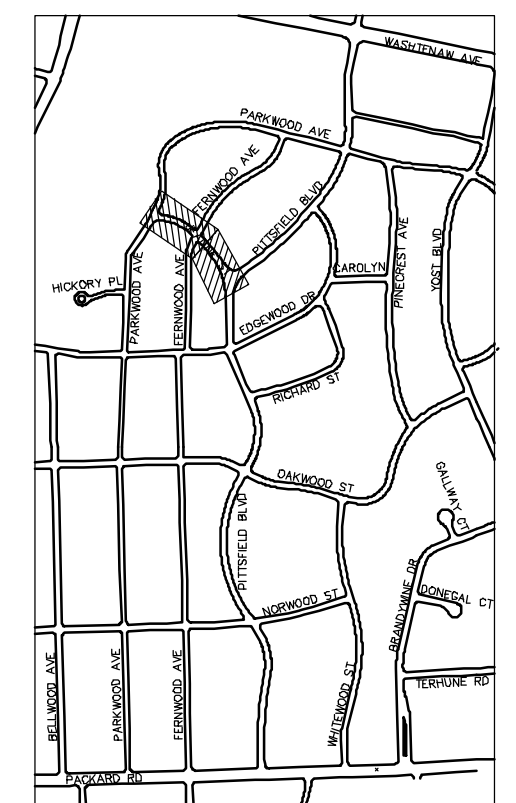 WASHTENAW AVE
PARKWOOD AVE
FERNWOOD AVE
PITTSFIELD BLVD
CAROLYN
PINECREST AVE
YOST BLVD
HICKORY PL
PARKWOOD AVE
FERNWOOD AVE
EDGEWOOD DR
RICHARD ST
OAKWOOD ST
GALLWAY CT
PITTSFIELD BLVD
NORWOOD ST
BRANDYWNE DR
DONEGAL CT
BELLWOOD AVE
PARKWOOD AVE
FERNWOOD AVE
WHITEWOOD ST
TERHUNE RD
PACKARD RD